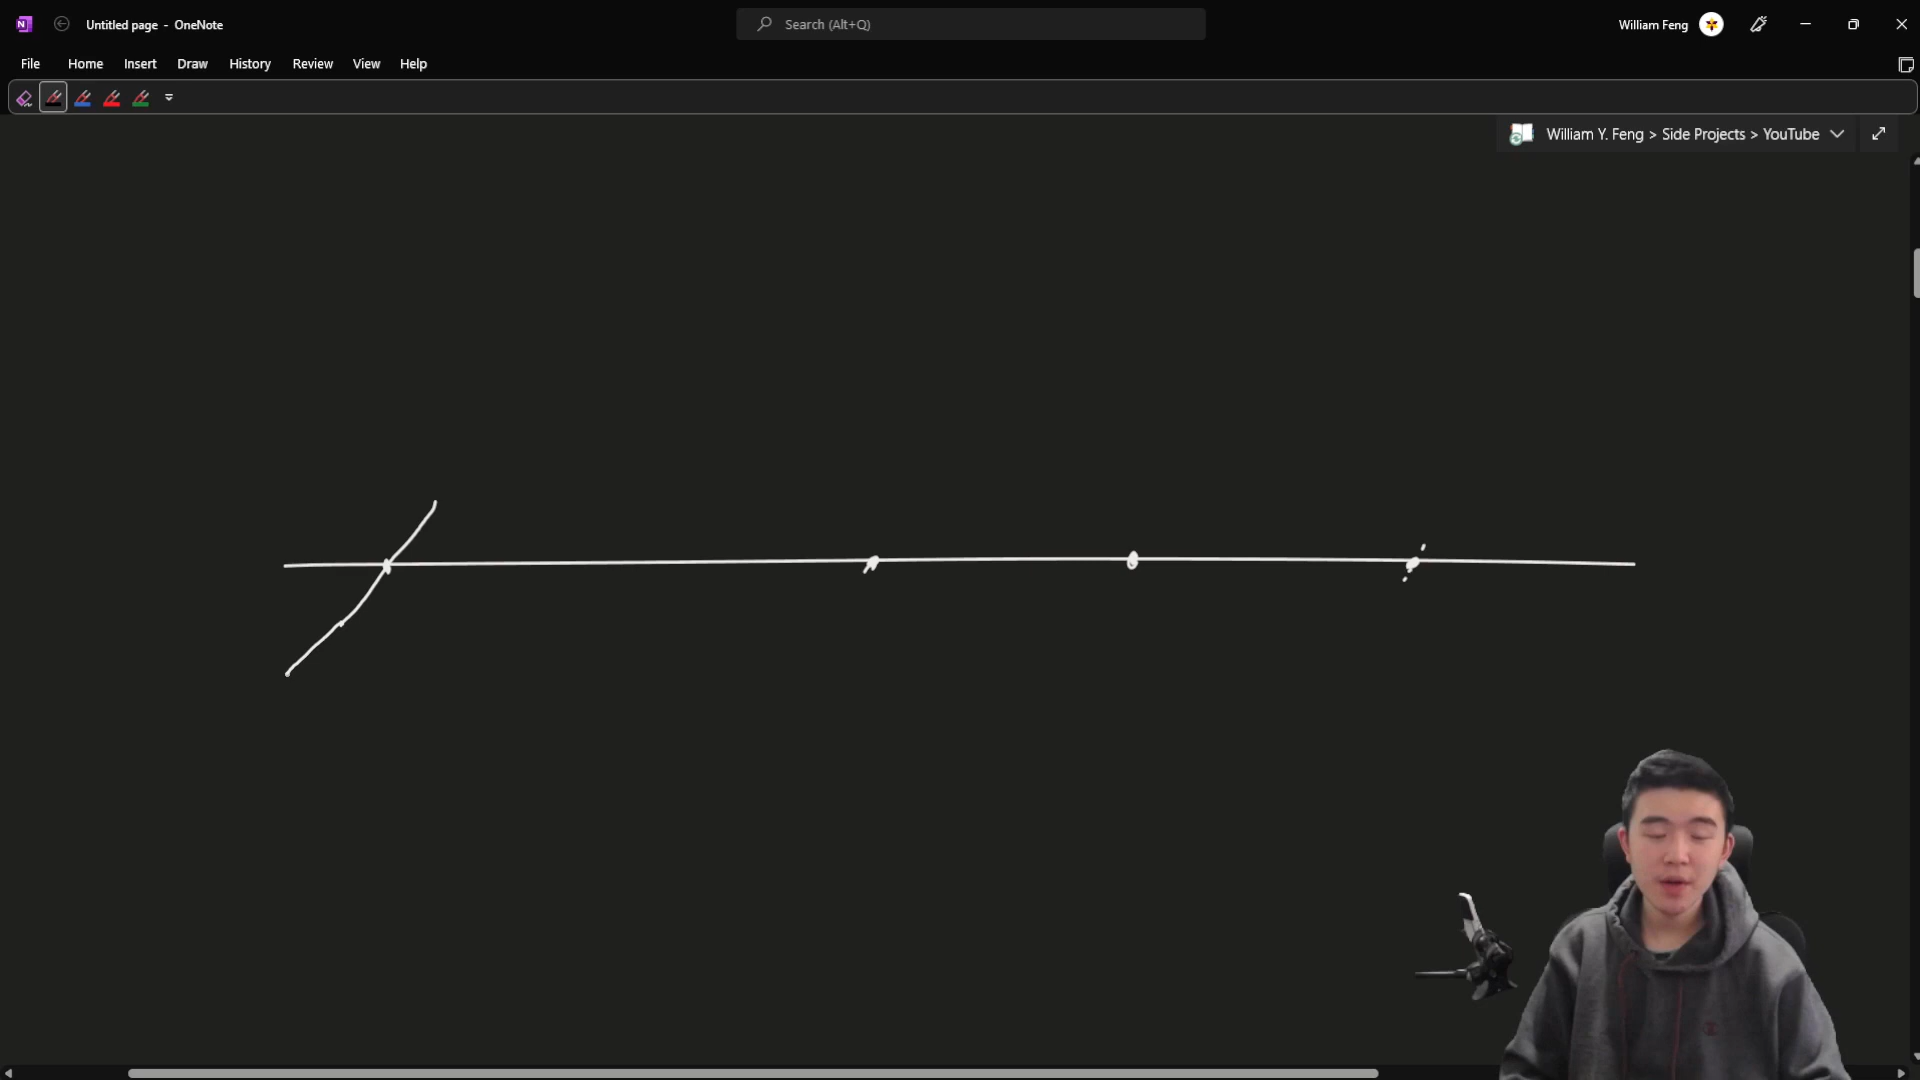 Untitled page - OneNote
Search (Alt+Q)
William Feng
File Home Insert Draw History Review View Help
William Y. Feng > Side Projects > YouTube